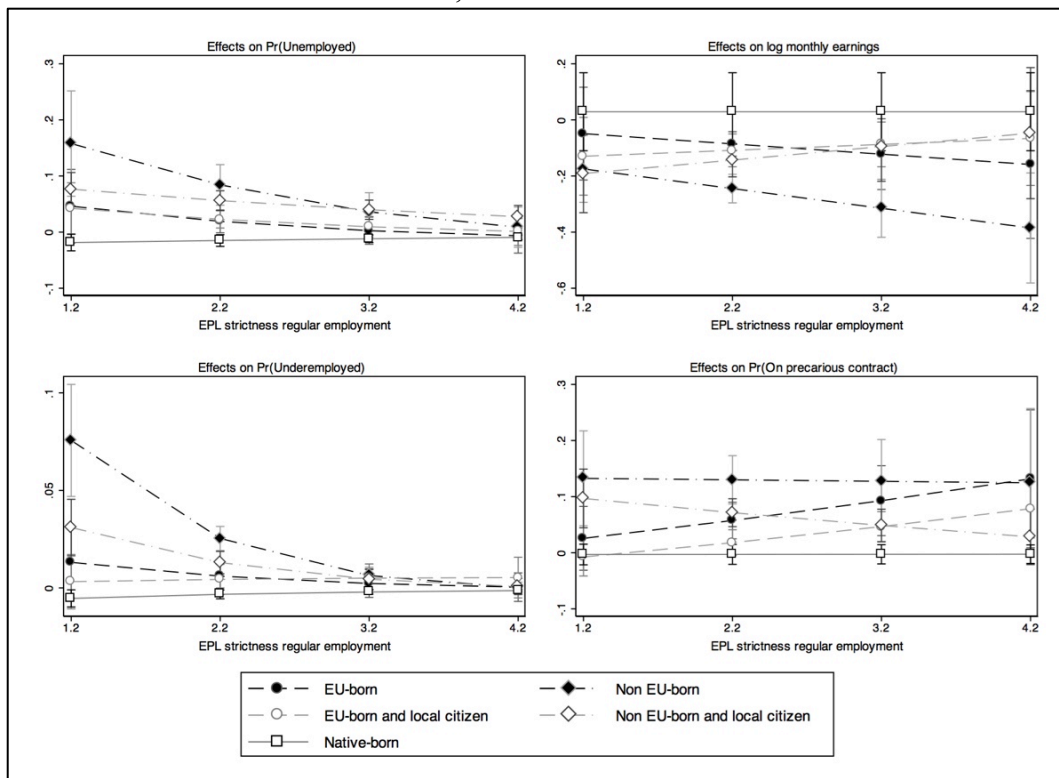 Effects on Pr(Unemployed)
.3
.2
.1
0
-.1
1.2 2.2 3.2 4.2
EPL strictness regular employment
Effects on log monthly earnings
.2
0
-.2
-.4
-.6
1.2 2.2 3.2 4.2
EPL strictness regular employment
Effects on Pr(Underemployed)
.1
.05
0
1.2 2.2 3.2 4.2
EPL strictness regular employment
Effects on Pr(On precarious contract)
.3
.2
.1
0
-.1
1.2 2.2 3.2 4.2
EPL strictness regular employment
EU-born Non EU-born
EU-born and local citizen Non EU-born and local citizen
Native-born